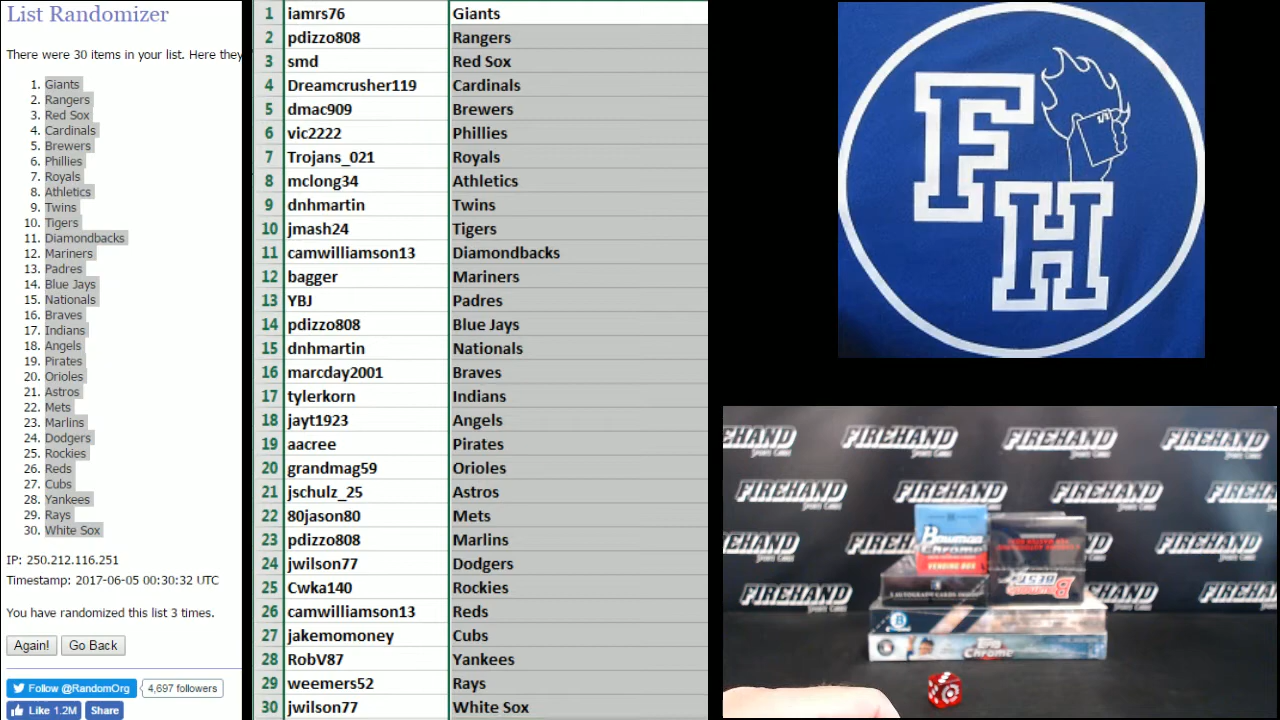 List Randomizer
There were 30 items in your list. Here they
1. Giants
2. Rangers
3. Red Sox
4. Cardinals
5. Brewers
6. Phillies
7. Royals
8. Athletics
9. Twins
10. Tigers
11. Diamondbacks
12. Mariners
13. Padres
14. Blue Jays
15. Nationals
16. Braves
17. Indians
18. Angels
19. Pirates
20. Orioles
21. Astros
22. Mets
23. Marlins
24. Dodgers
25. Rockies
26. Reds
27. Cubs
28. Yankees
29. Rays
30. White Sox
IP: 250.212.116.251
Timestamp: 2017-06-05 00:30:32 UTC
You have randomized this list 3 times.
Again! Go Back
Follow @RandomOrg 4,697 followers
Like 1.2M Share
1 iamrs76 Giants
2 pdizzo808 Rangers
3 smd Red Sox
4 Dreamcrusher119 Cardinals
5 dmac909 Brewers
6 vic2222 Phillies
7 Trojans_021 Royals
8 mclong34 Athletics
9 dnhmartin Twins
10 jmash24 Tigers
11 camwilliamson13 Diamondbacks
12 bagger Mariners
13 YBJ Padres
14 pdizzo808 Blue Jays
15 dnhmartin Nationals
16 marcday2001 Braves
17 tylerkorn Indians
18 jayt1923 Angels
19 aacree Pirates
20 grandmag59 Orioles
21 jschulz_25 Astros
22 80jason80 Mets
23 pdizzo808 Marlins
24 jwilson77 Dodgers
25 Cwka140 Rockies
26 camwilliamson13 Reds
27 jakemomoney Cubs
28 RobV87 Yankees
29 weemers52 Rays
30 jwilson77 White Sox
FH
FIREHAND
Bowman
Chrome
VENDING BOX
BEST
Topps
Chrome